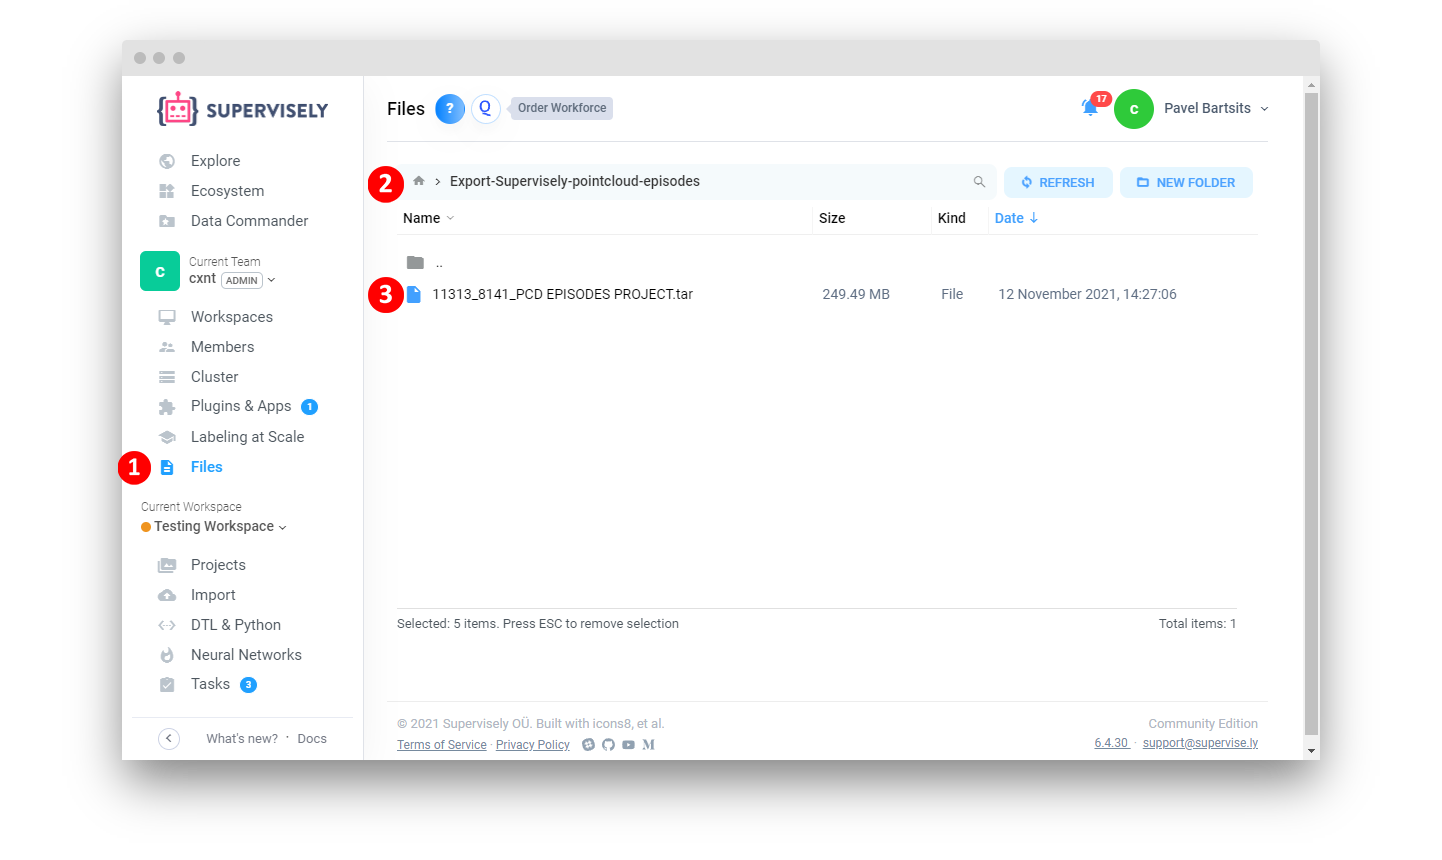 SUPERVISELY
Explore
Ecosystem
Data Commander
c
Current Team
cxnt ADMIN
Workspaces
Members
Cluster
Plugins & Apps 1
Labeling at Scale
1 Files
Current Workspace
Testing Workspace
Projects
Import
DTL & Python
Neural Networks
Tasks 3
What's new? · Docs
Files ? Q Order Workforce
17 c Pavel Bartsits
2 Export-Supervisely-pointcloud-episodes
REFRESH NEW FOLDER
Name Size Kind Date
..
3 11313_8141_PCD EPISODES PROJECT.tar 249.49 MB File 12 November 2021, 14:27:06
Selected: 5 items. Press ESC to remove selection Total items: 1
© 2021 Supervisely OÜ. Built with icons8, et al. Community Edition
Terms of Service · Privacy Policy 6.4.30 · support@supervise.ly